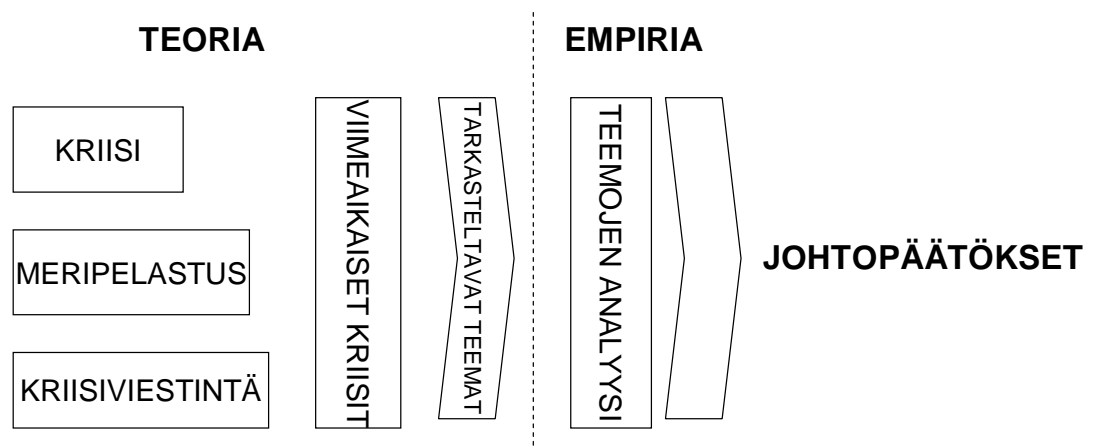 TEORIA
EMPIRIA
KRIISI
MERIPELASTUS
KRIISIVIESTINTÄ
VIIMEAIKAISET KRIISIT
TARKASTELTAVAT TEEMAT
TEEMOJEN ANALYYSI
JOHTOPÄÄTÖKSET